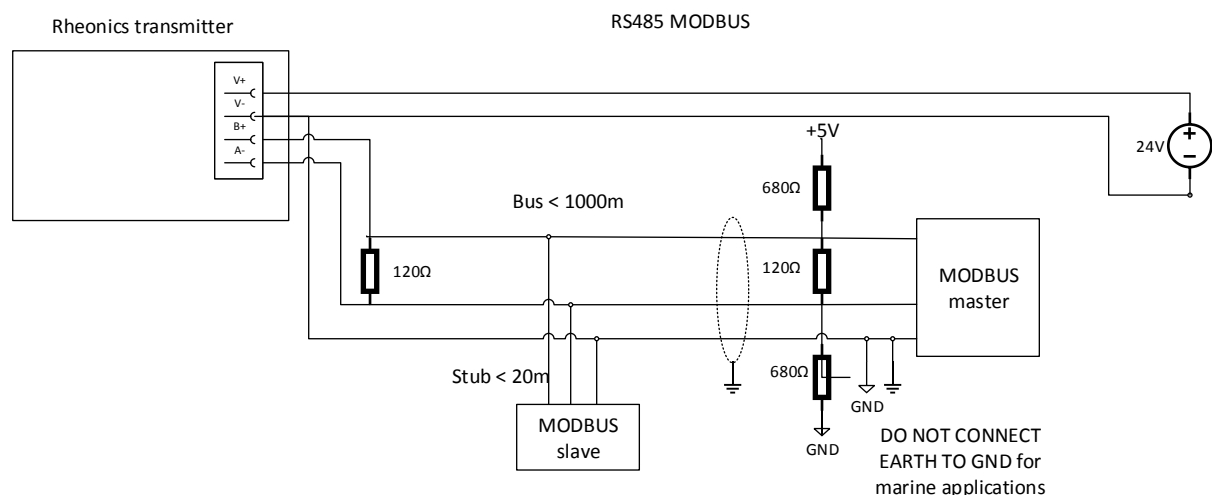 Rheonics transmitter
RS485 MODBUS
V+
V-
B+
A-
+5V
24V
680Ω
Bus < 1000m
120Ω
120Ω
MODBUS
master
Stub < 20m
680Ω
GND
MODBUS
slave
GND
DO NOT CONNECT
EARTH TO GND for
marine applications